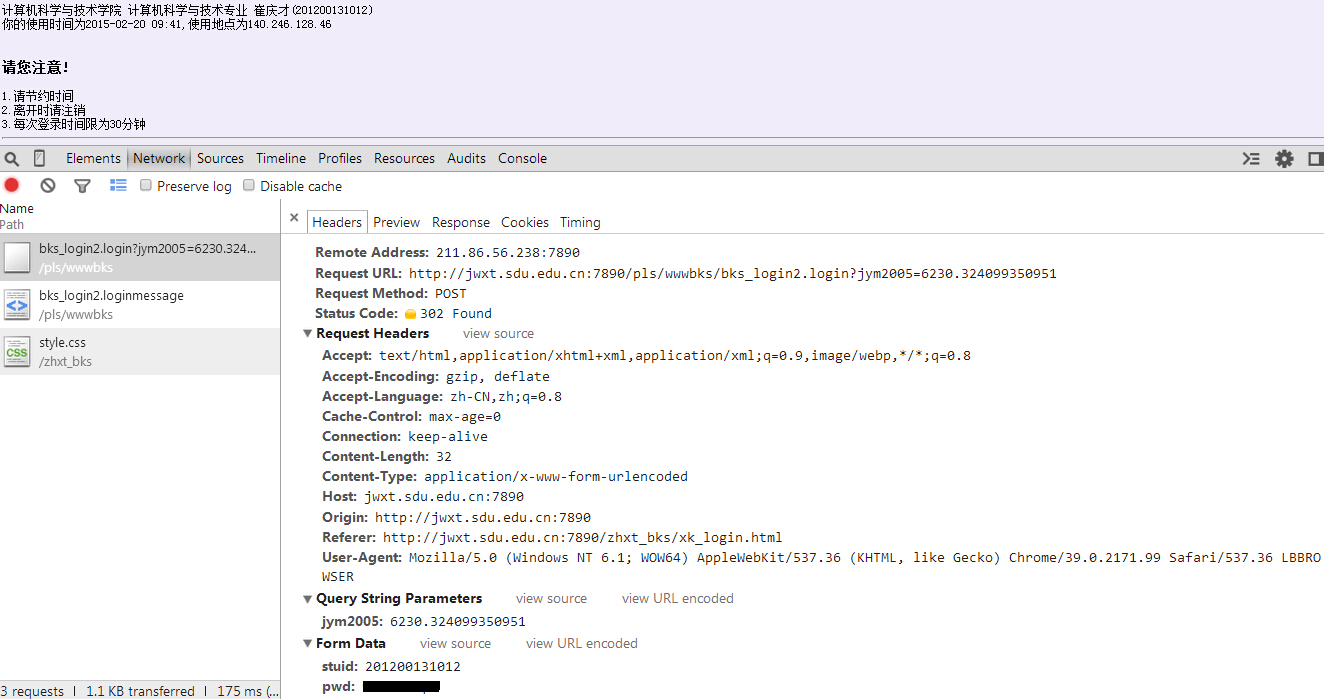 计算机科学与技术学院 计算机科学与技术专业 崔庆才(201200131012)
你的使用时间为2015-02-20 09:41,使用地点为140.246.128.46
请您注意!
1.请节约时间
2.离开时请注销
3.每次登录时间限为30分钟
Elements Network Sources Timeline Profiles Resources Audits Console
Preserve log Disable cache
Name
Path
bks_login2.login?jym2005=6230.324...
/pls/wwwbks
bks_login2.loginmessage
/pls/wwwbks
style.css
/zhxt_bks
3 requests | 1.1 KB transferred | 175 ms (...
× Headers Preview Response Cookies Timing
Remote Address: 211.86.56.238:7890
Request URL: http://jwxt.sdu.edu.cn:7890/pls/wwwbks/bks_login2.login?jym2005=6230.324099350951
Request Method: POST
Status Code: 302 Found
Request Headers view source
Accept: text/html,application/xhtml+xml,application/xml;q=0.9,image/webp,*/*;q=0.8
Accept-Encoding: gzip, deflate
Accept-Language: zh-CN,zh;q=0.8
Cache-Control: max-age=0
Connection: keep-alive
Content-Length: 32
Content-Type: application/x-www-form-urlencoded
Host: jwxt.sdu.edu.cn:7890
Origin: http://jwxt.sdu.edu.cn:7890
Referer: http://jwxt.sdu.edu.cn:7890/zhxt_bks/xk_login.html
User-Agent: Mozilla/5.0 (Windows NT 6.1; WOW64) AppleWebKit/537.36 (KHTML, like Gecko) Chrome/39.0.2171.99 Safari/537.36 LBBRO
WSER
Query String Parameters view source view URL encoded
jym2005: 6230.324099350951
Form Data view source view URL encoded
stuid: 201200131012
pwd: